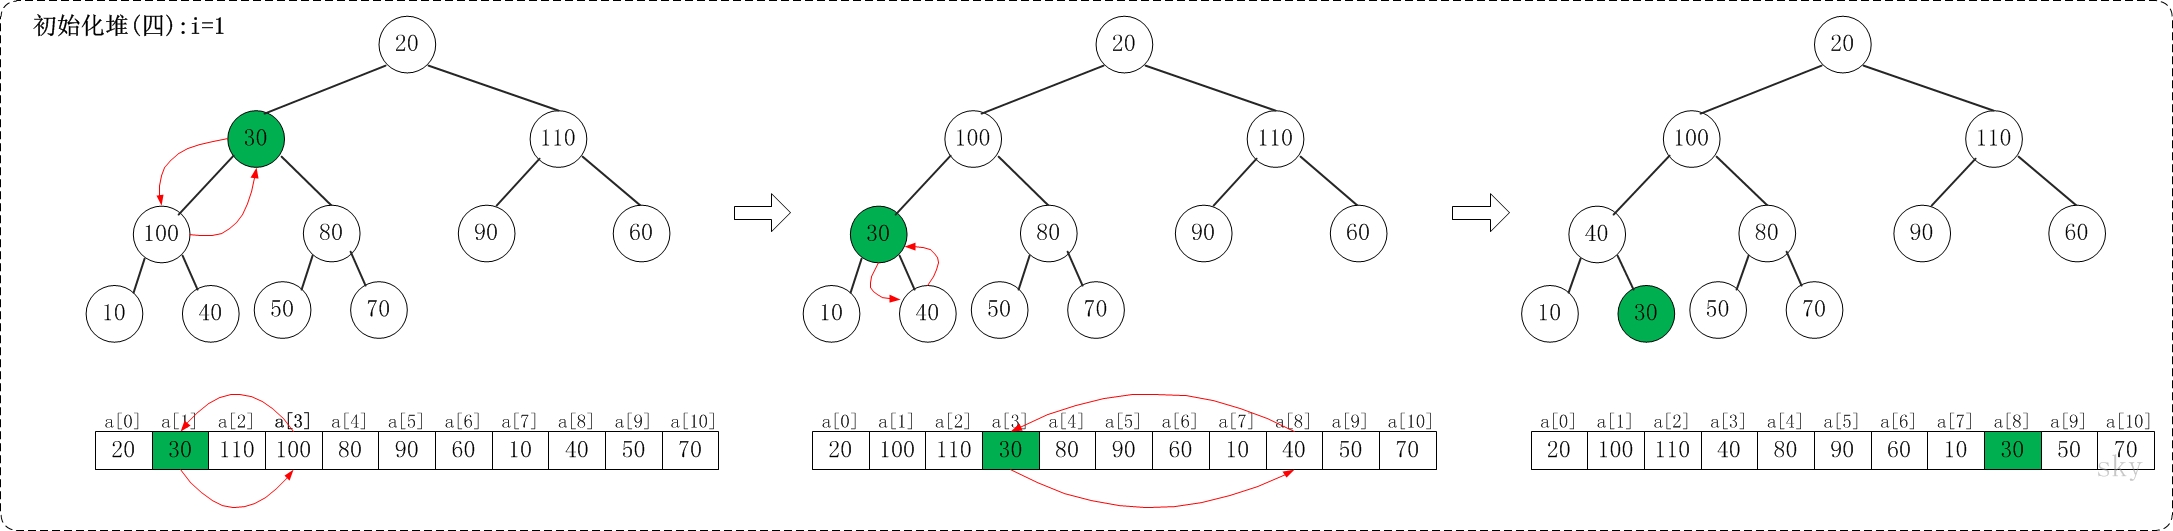 初始化堆(四):i=1
20 20 20
30 110 100 110 100 110
100 80 90 60 30 80 90 60 40 80 90 60
10 40 50 70 10 40 50 70 10 30 50 70
a[0] a[1] a[2] a[3] a[4] a[5] a[6] a[7] a[8] a[9] a[10] a[0] a[1] a[2] a[3] a[4] a[5] a[6] a[7] a[8] a[9] a[10] a[0] a[1] a[2] a[3] a[4] a[5] a[6] a[7] a[8] a[9] a[10]
20 30 110 100 80 90 60 10 40 50 70 20 100 110 30 80 90 60 10 40 50 70 20 100 110 40 80 90 60 10 30 50 70
sky